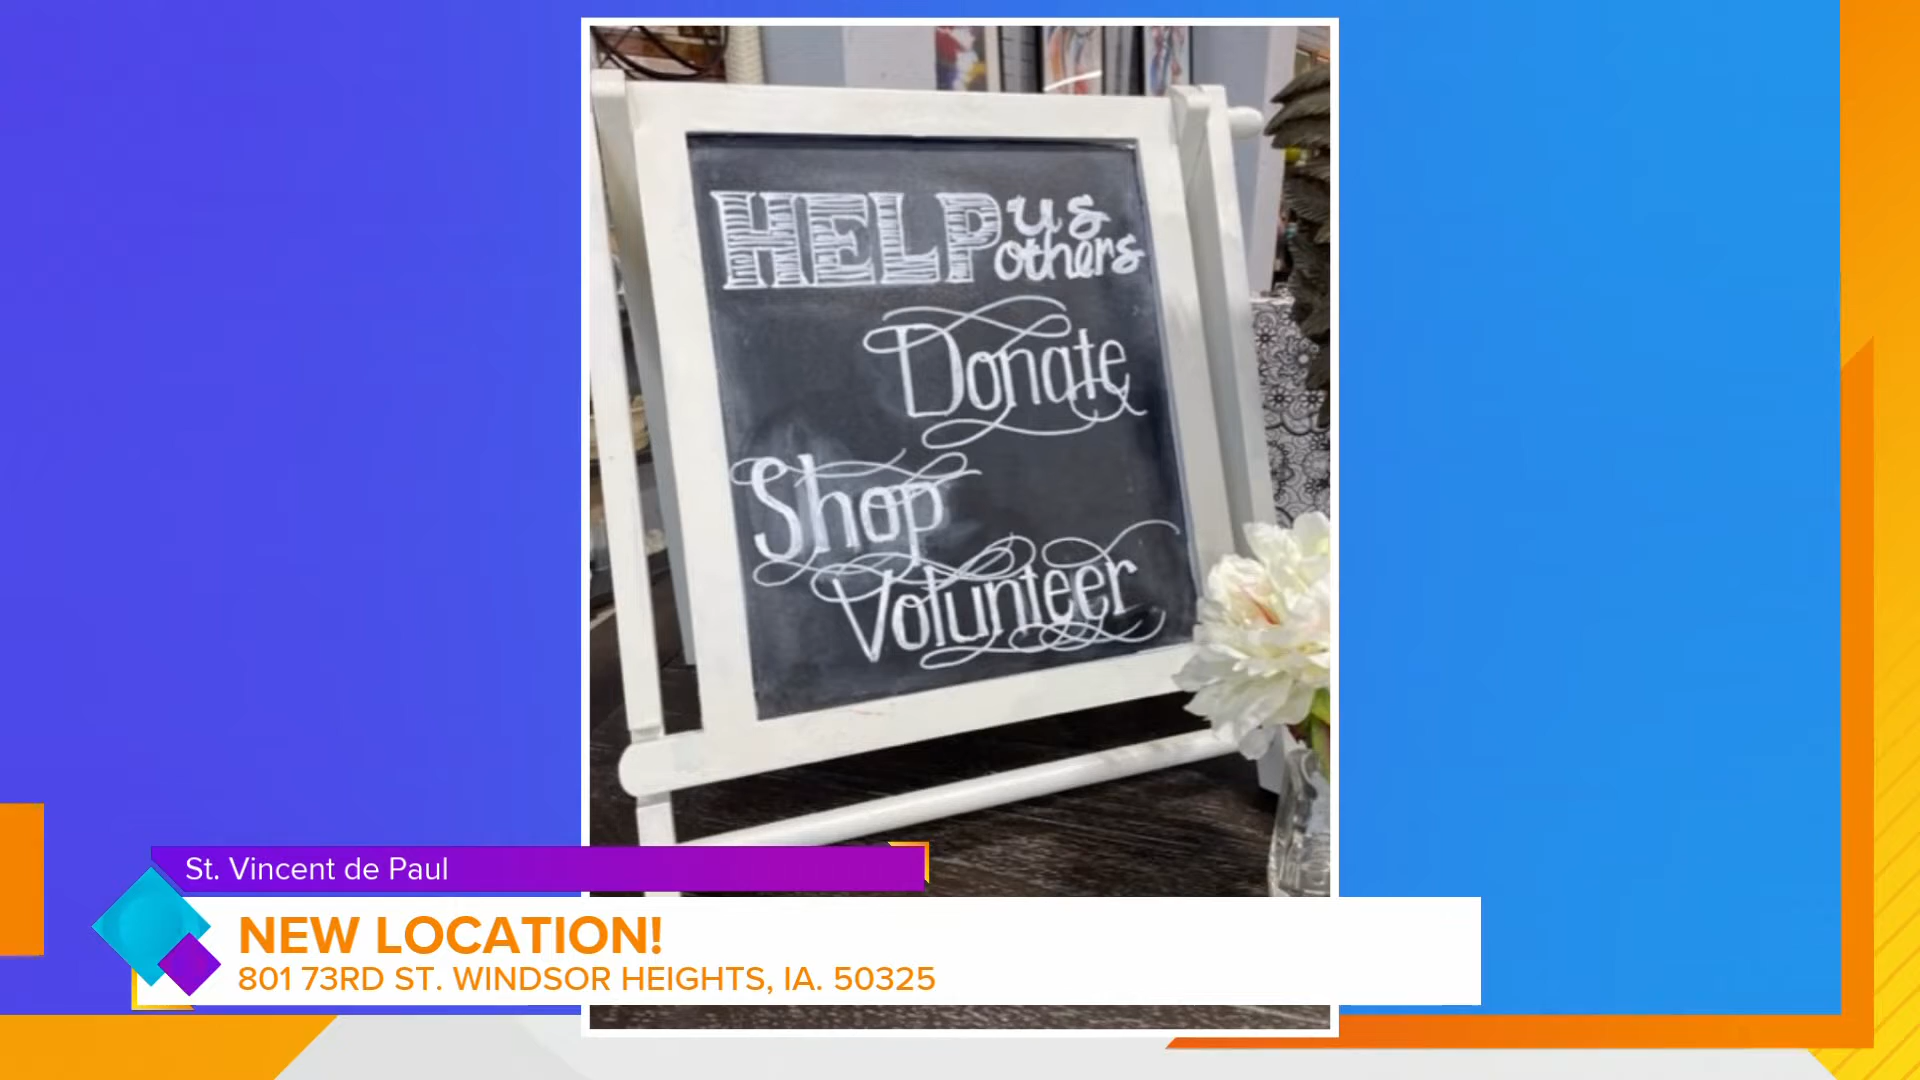 HELP us
others
Donate
Shop
Volunteer
St. Vincent de Paul
NEW LOCATION!
801 73RD ST. WINDSOR HEIGHTS, IA. 50325